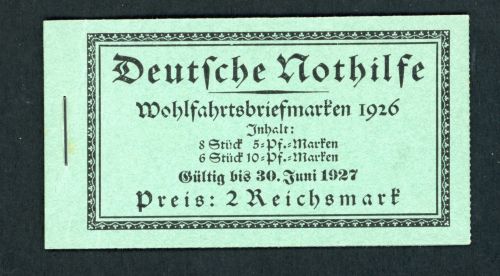 Deutsche Nothilfe
Wohlfahrtsbriefmarken 1926
Inhalt:
8 Stück 5-Pf.-Marken
6 Stück 10-Pf.-Marken
Gültig bis 30. Juni 1927
Preis: 2 Reichsmark